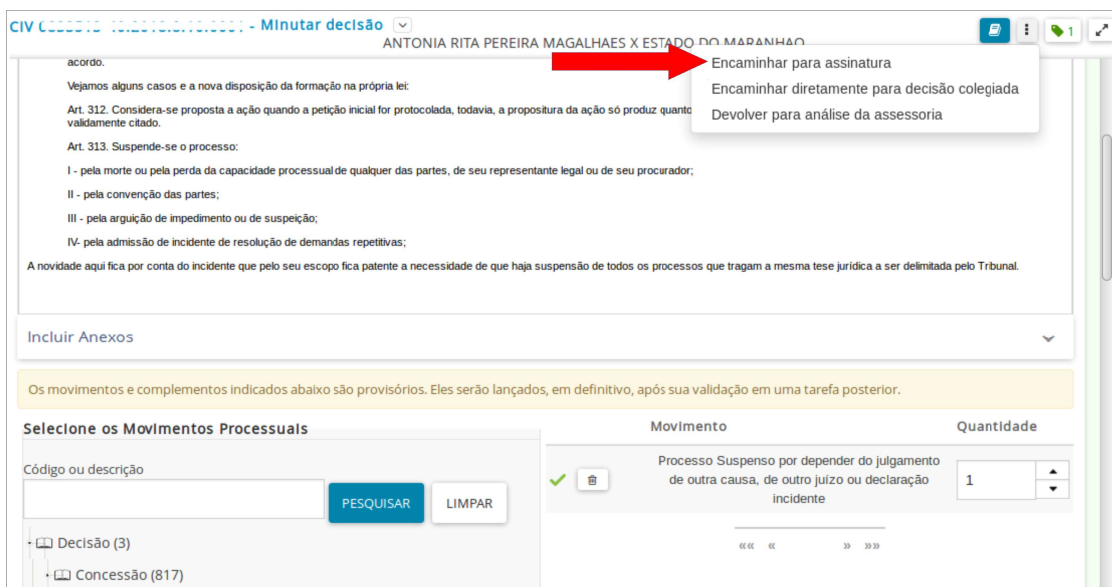 CIV - Minutar decisão
1
ANTONIA RITA PEREIRA MAGALHAES X ESTADO DO MARANHAO
Encaminhar para assinatura
Encaminhar diretamente para decisão colegiada
Devolver para análise da assessoria
acordo.
Vejamos alguns casos e a nova disposição da formação na própria lei:
Art. 312. Considera-se proposta a ação quando a petição inicial for protocolada, todavia, a propositura da ação só produz quanto
validamente citado.
Art. 313. Suspende-se o processo:
I - pela morte ou pela perda da capacidade processual de qualquer das partes, de seu representante legal ou de seu procurador;
II - pela convenção das partes;
III - pela arguição de impedimento ou de suspeição;
IV- pela admissão de incidente de resolução de demandas repetitivas;
A novidade aqui fica por conta do incidente que pelo seu escopo fica patente a necessidade de que haja suspensão de todos os processos que tragam a mesma tese jurídica a ser delimitada pelo Tribunal.
Incluir Anexos
Os movimentos e complementos indicados abaixo são provisórios. Eles serão lançados, em definitivo, após sua validação em uma tarefa posterior.
Selecione os Movimentos Processuais
Código ou descrição
PESQUISAR
LIMPAR
Decisão (3)
Concessão (817)
Movimento
Quantidade
Processo Suspenso por depender do julgamento
de outra causa, de outro juízo ou declaração
incidente
1
«« « » »»